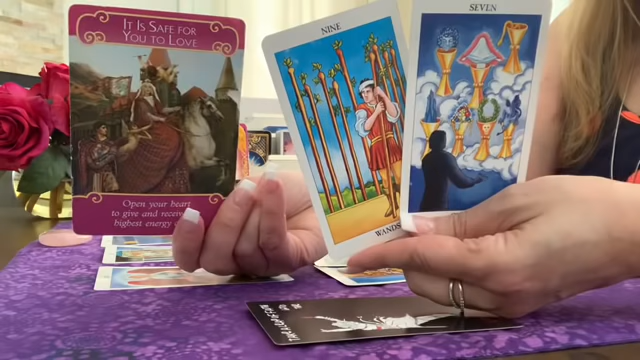 IT IS SAFE FOR
YOU TO LOVE
Open your heart
to give and receive
highest energy
NINE
WANDS
SEVEN